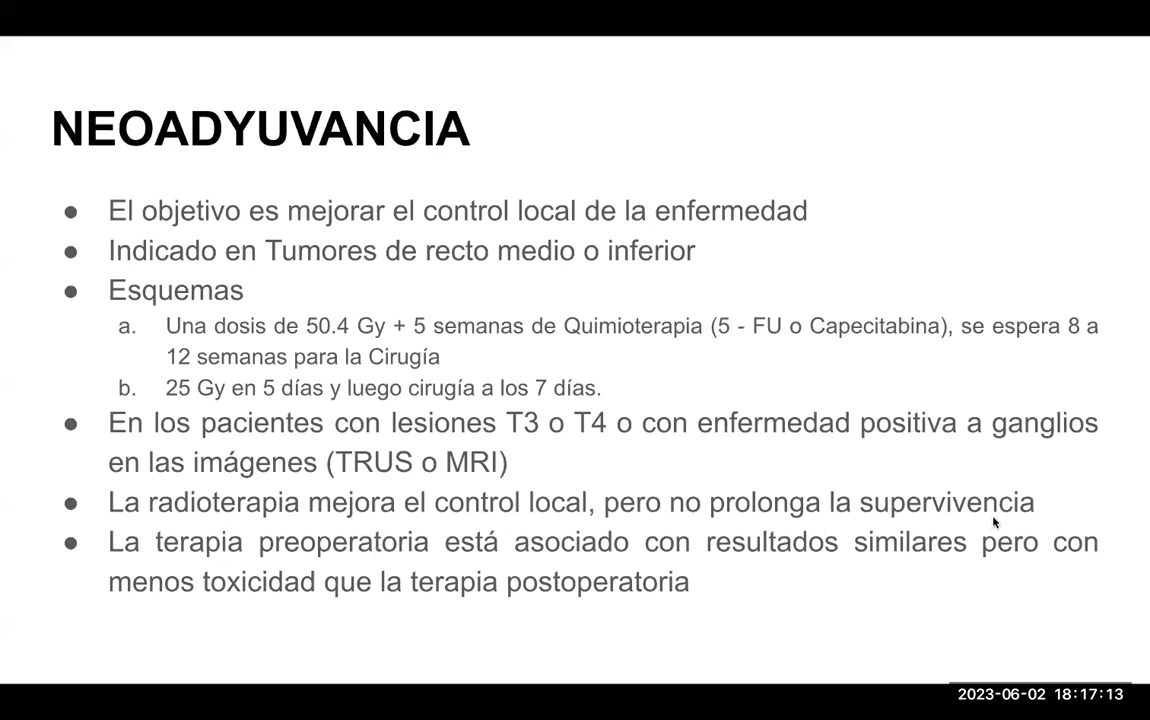 NEOADYUVANCIA
● El objetivo es mejorar el control local de la enfermedad
● Indicado en Tumores de recto medio o inferior
● Esquemas
a. Una dosis de 50.4 Gy + 5 semanas de Quimioterapia (5 - FU o Capecitabina), se espera 8 a
12 semanas para la Cirugía
b. 25 Gy en 5 días y luego cirugía a los 7 días.
● En los pacientes con lesiones T3 o T4 o con enfermedad positiva a ganglios
en las imágenes (TRUS o MRI)
● La radioterapia mejora el control local, pero no prolonga la supervivencia
● La terapia preoperatoria está asociado con resultados similares pero con
menos toxicidad que la terapia postoperatoria
2023-06-02 18:17:13